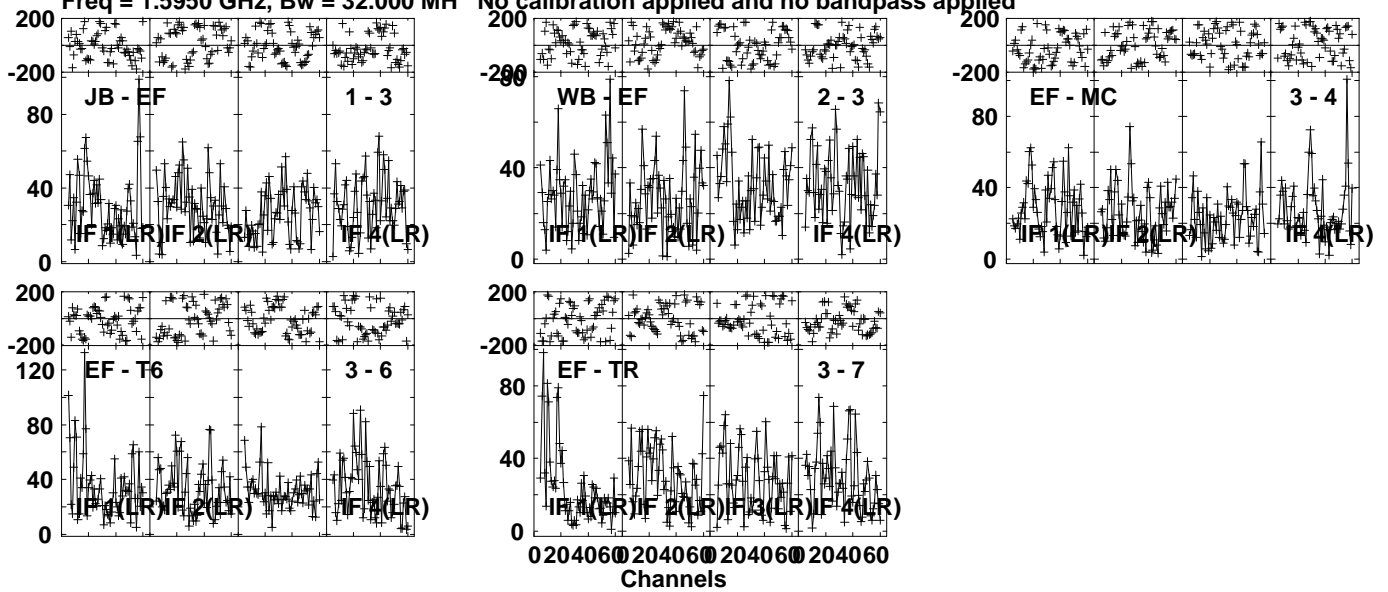 Freq = 1.5950 GHz, Bw = 32.000 MH No calibration applied and no bandpass applied
200
-200
JB - EF 1 - 3
80
40
0
IF 1(LR) IF 2(LR) IF 4(LR)
200
-200
80
WB - EF 2 - 3
40
0
IF 1(LR) IF 2(LR) IF 4(LR)
200
-200
EF - MC 3 - 4
80
40
0
IF 1(LR) IF 2(LR) IF 4(LR)
200
-200
EF - T6 3 - 6
120
80
40
0
IF 1(LR) IF 2(LR) IF 4(LR)
200
-200
EF - TR 3 - 7
80
40
0
IF 1(LR) IF 2(LR) IF 3(LR) IF 4(LR)
0 20 40 60 0 20 40 60 0 20 40 60 0 20 40 60
Channels